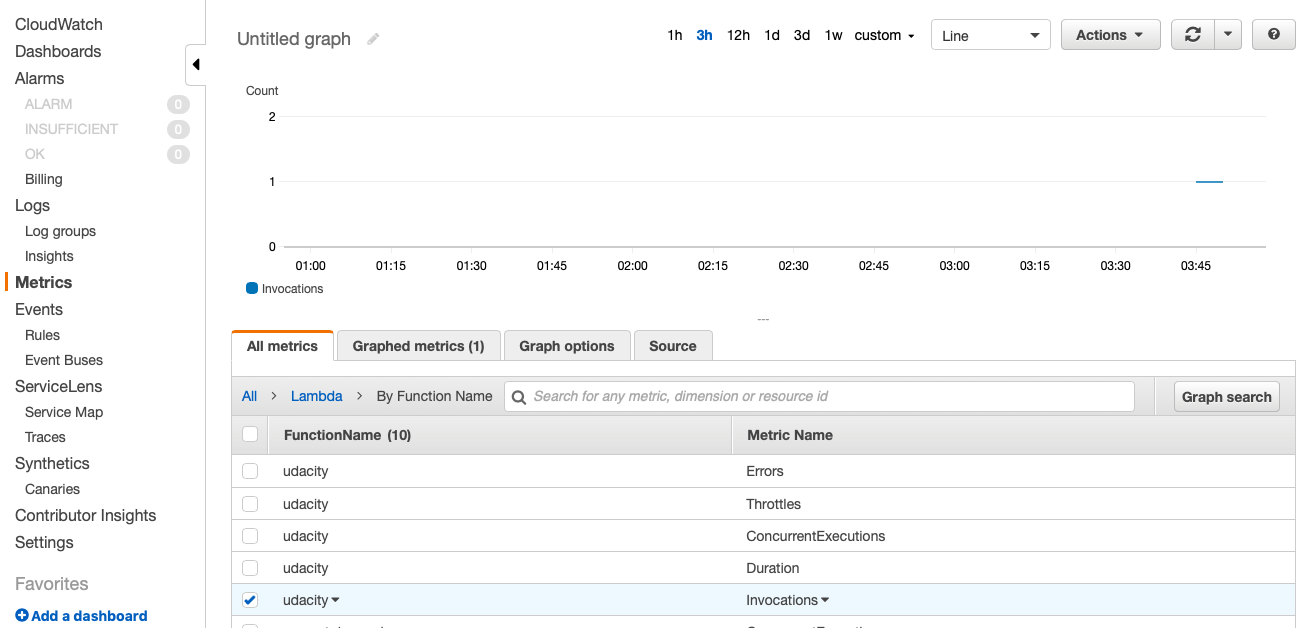 CloudWatch
Dashboards
Alarms
ALARM 0
INSUFFICIENT 0
OK 0
Billing
Logs
Log groups
Insights
Metrics
Events
Rules
Event Buses
ServiceLens
Service Map
Traces
Synthetics
Canaries
Contributor Insights
Settings
Favorites
Add a dashboard
Untitled graph
1h 3h 12h 1d 3d 1w custom
Line
Actions
?
Count
2
1
0
01:00 01:15 01:30 01:45 02:00 02:15 02:30 02:45 03:00 03:15 03:30 03:45
Invocations
---
All metrics Graphed metrics (1) Graph options Source
All > Lambda > By Function Name Search for any metric, dimension or resource id Graph search
FunctionName (10) Metric Name
udacity Errors
udacity Throttles
udacity ConcurrentExecutions
udacity Duration
udacity Invocations